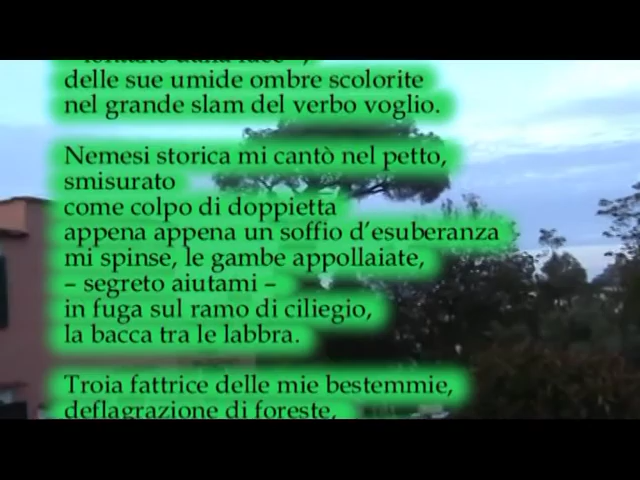 delle sue umide ombre scolorite
nel grande slam del verbo voglio.
Nemesi storica mi cantò nel petto,
smisurato
come colpo di doppietta
appena appena un soffio d'esuberanza
mi spinse, le gambe appollaiate,
– segreto aiutami –
in fuga sul ramo di ciliegio,
la bacca tra le labbra.
Troia fattrice delle mie bestemmie,
deflagrazione di foreste,